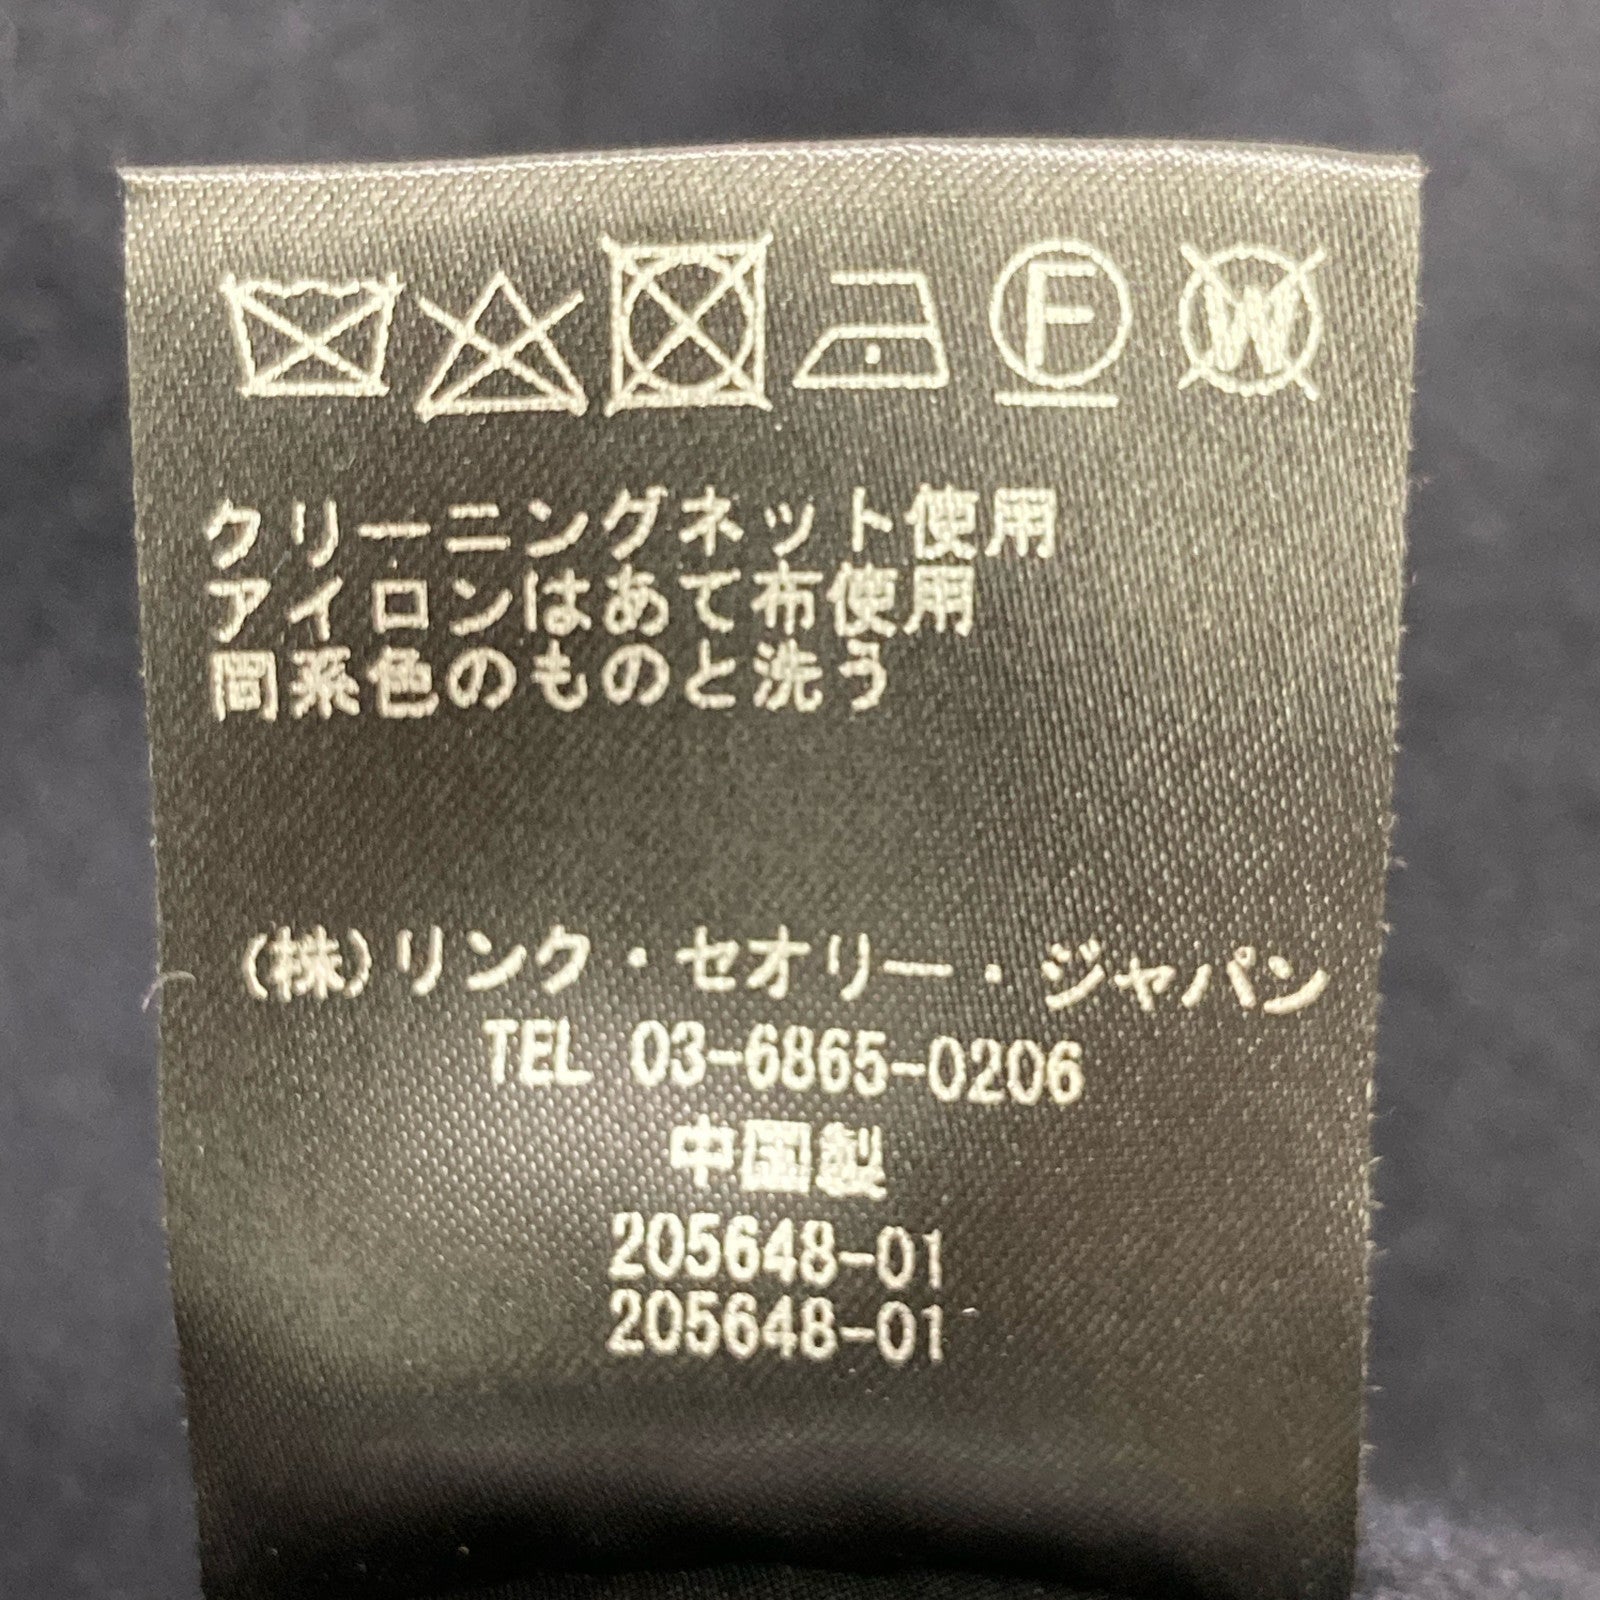 F W
クリーニングネット使用
アイロンはあて布使用
同系色のものと洗う
(株)リンク・セオリー・ジャパン
TEL 03-6865-0206
中国製
205648-01
205648-01